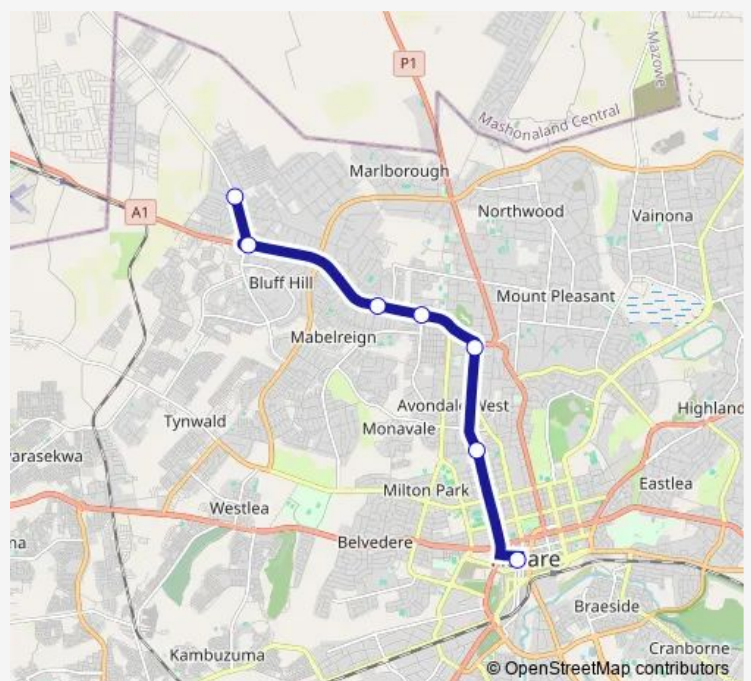 P1
Mazowe
Mashonaland Central
Marlborough
A1
Northwood
Vainona
Bluff Hill
Mount Pleasant
Mabelreign
Avondale West
Highland
Tynwald
Monavale
arasekwa
Milton Park
Eastlea
Westlea
na
Belvedere
are
Braeside
Cranborne
Kambuzuma
© OpenStreetMap contributors